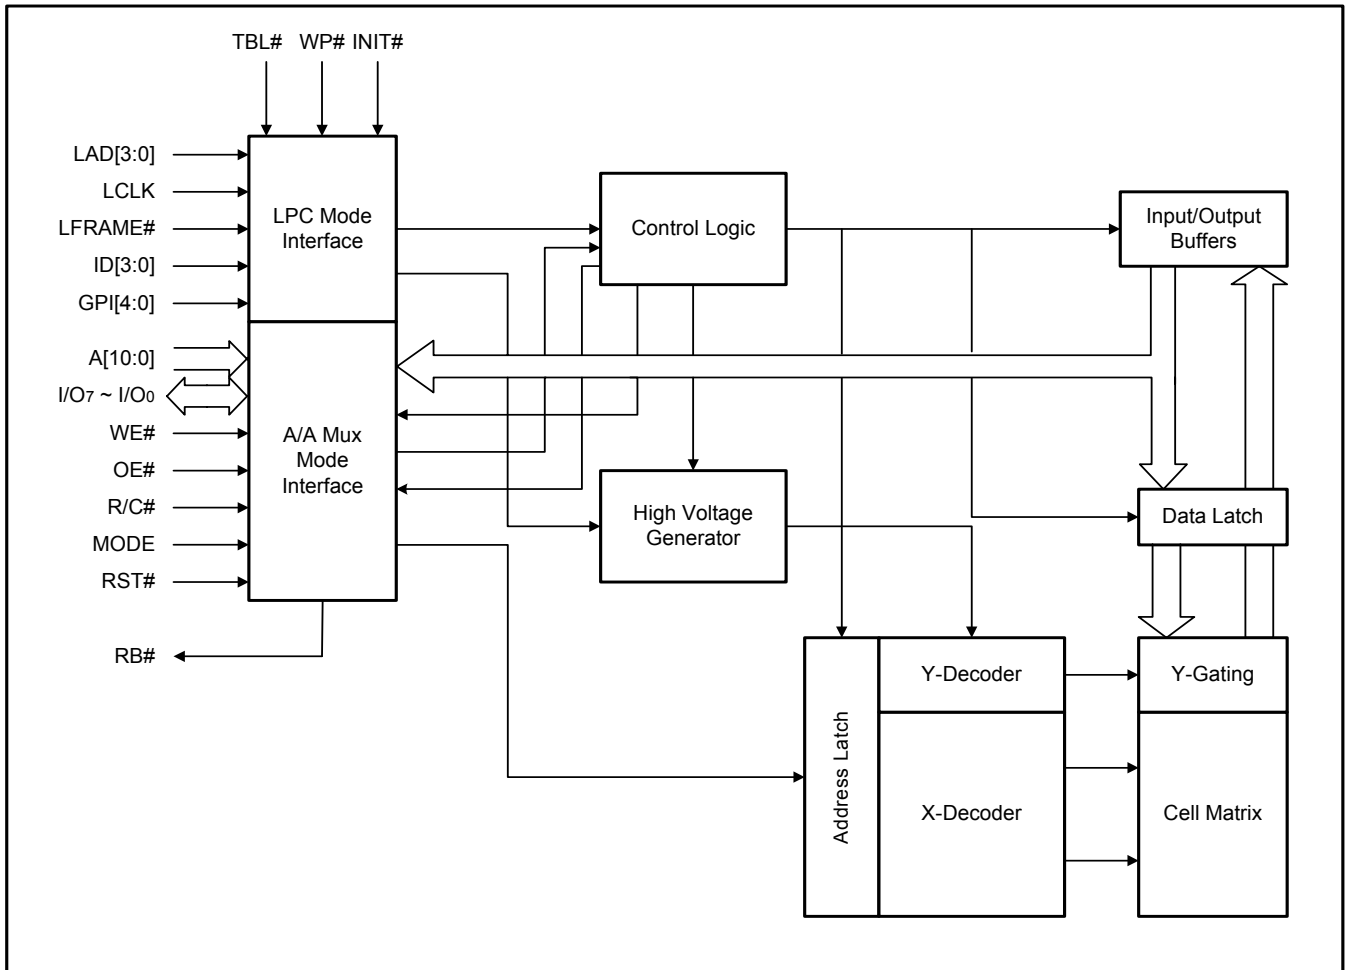 TBL# WP# INIT#
LAD[3:0]
LCLK
LFRAME#
ID[3:0]
GPI[4:0]
A[10:0]
I/O7 ~ I/O0
WE#
OE#
R/C#
MODE
RST#
RB#
LPC Mode
Interface
A/A Mux
Mode
Interface
Control Logic
High Voltage
Generator
Input/Output
Buffers
Data Latch
Address Latch
Y-Decoder
X-Decoder
Y-Gating
Cell Matrix